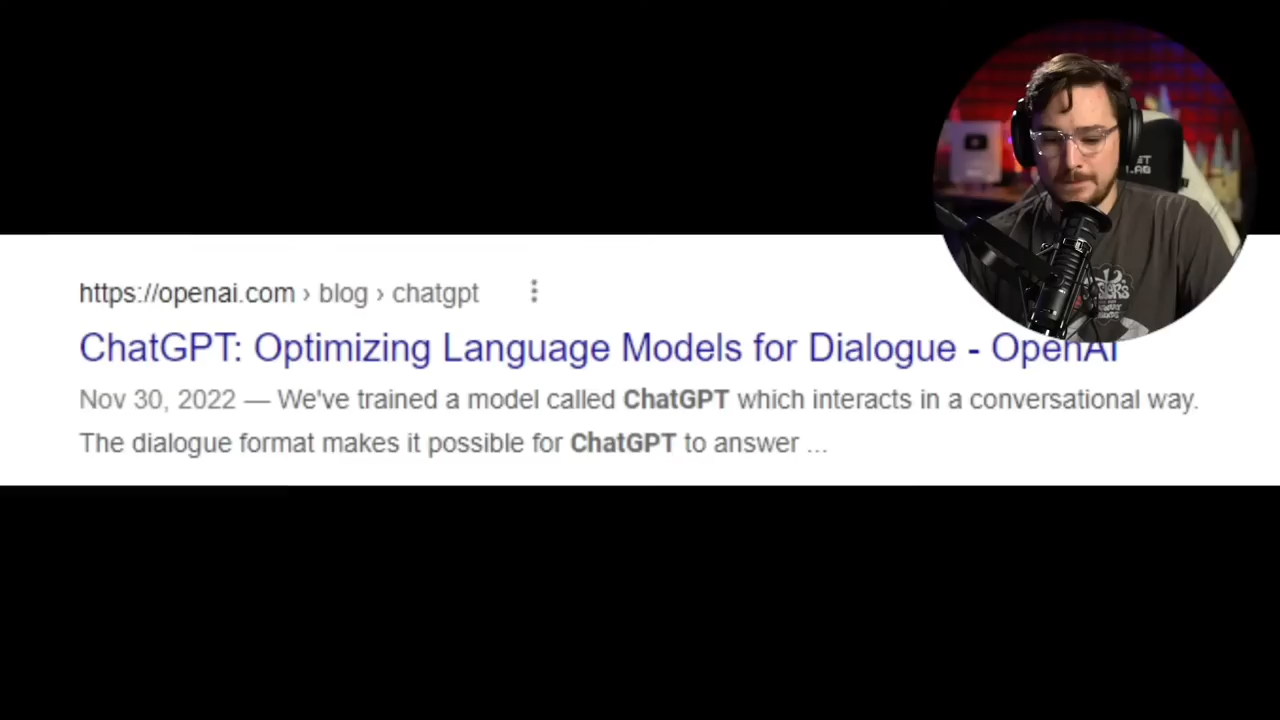 https://openai.com › blog › chatgpt
ChatGPT: Optimizing Language Models for Dialogue - OpenAI
Nov 30, 2022 — We've trained a model called ChatGPT which interacts in a conversational way.
The dialogue format makes it possible for ChatGPT to answer ...